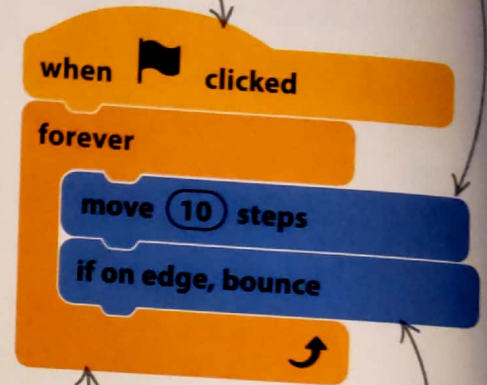 when clicked
forever
move 10 steps
if on edge, bounce